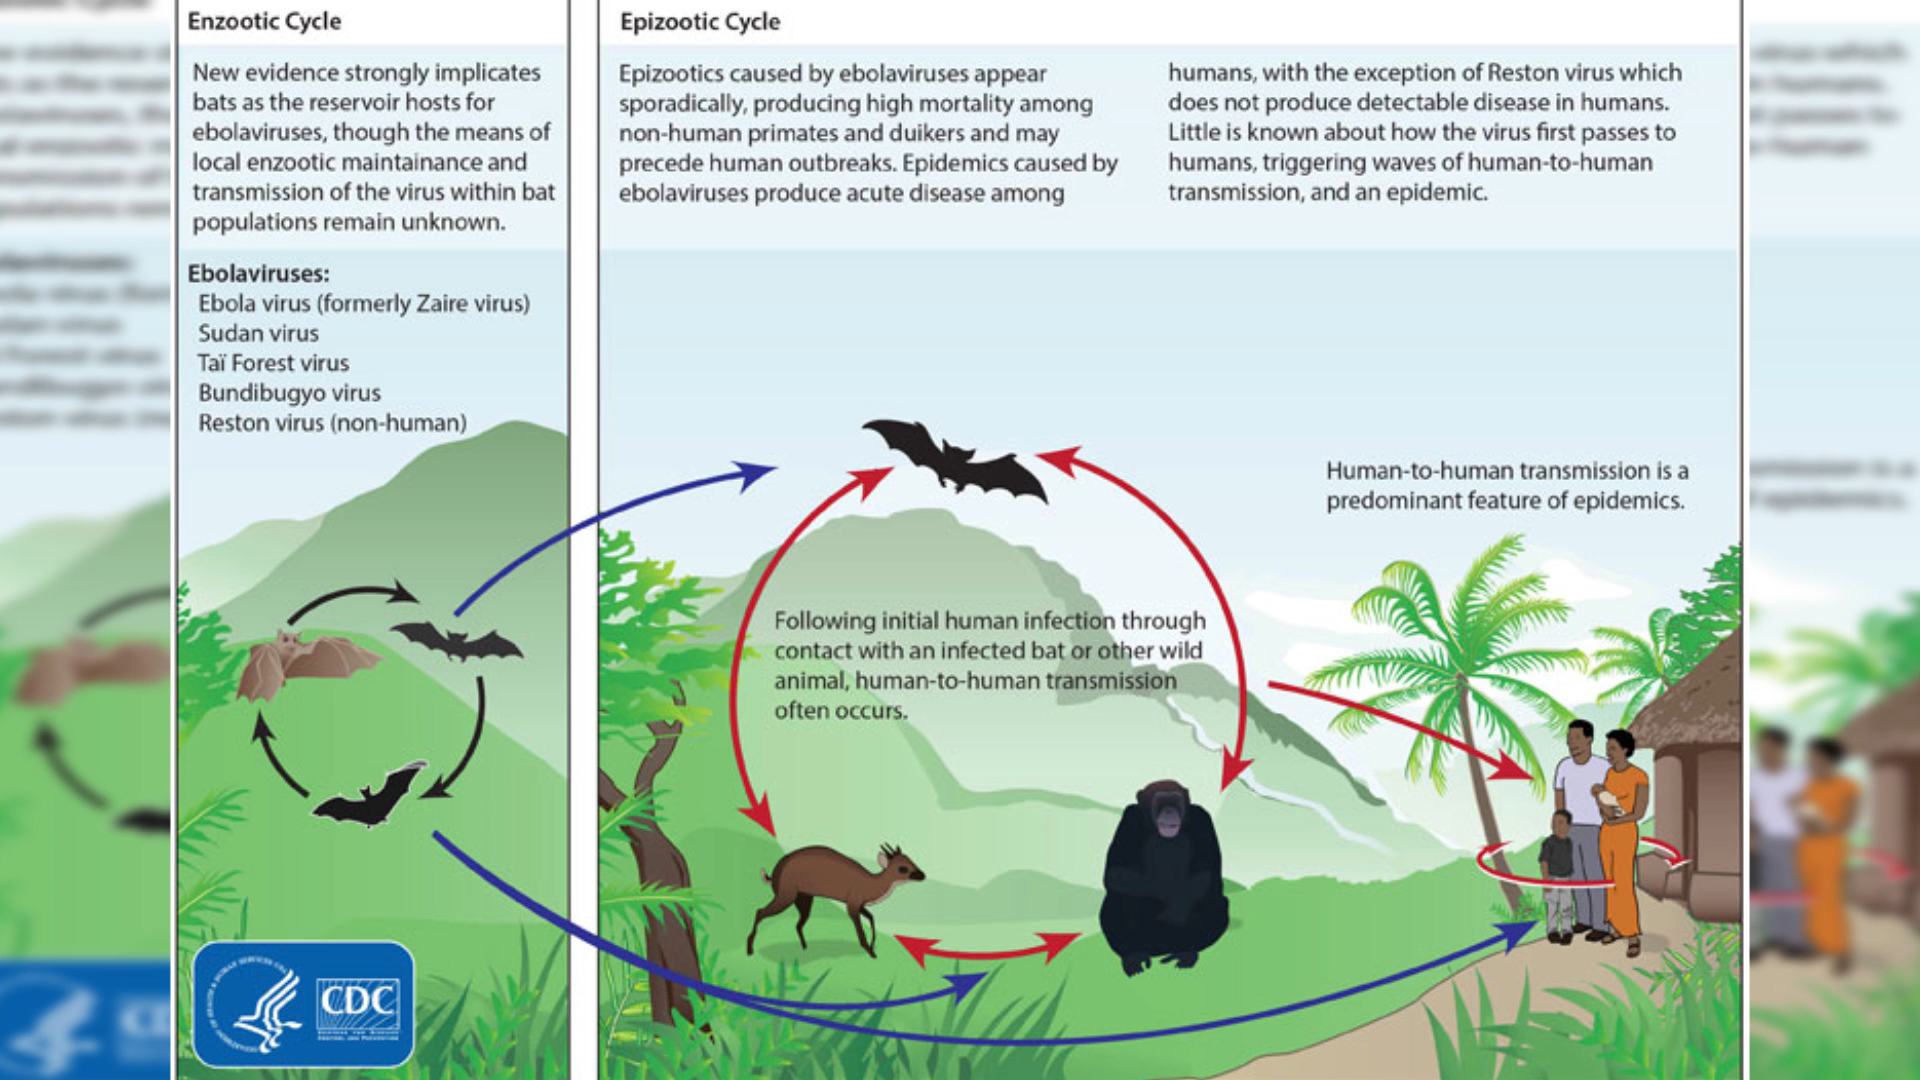 Enzootic Cycle
New evidence strongly implicates
bats as the reservoir hosts for
ebolaviruses, though the means of
local enzootic maintainance and
transmission of the virus within bat
populations remain unknown.
Ebolaviruses:
Ebola virus (formerly Zaire virus)
Sudan virus
Taï Forest virus
Bundibugyo virus
Reston virus (non-human)
Epizootic Cycle
Epizootics caused by ebolaviruses appear
sporadically, producing high mortality among
non-human primates and duikers and may
precede human outbreaks. Epidemics caused by
ebolaviruses produce acute disease among
humans, with the exception of Reston virus which
does not produce detectable disease in humans.
Little is known about how the virus first passes to
humans, triggering waves of human-to-human
transmission, and an epidemic.
Human-to-human transmission is a
predominant feature of epidemics.
Following initial human infection through
contact with an infected bat or other wild
animal, human-to-human transmission
often occurs.
CDC